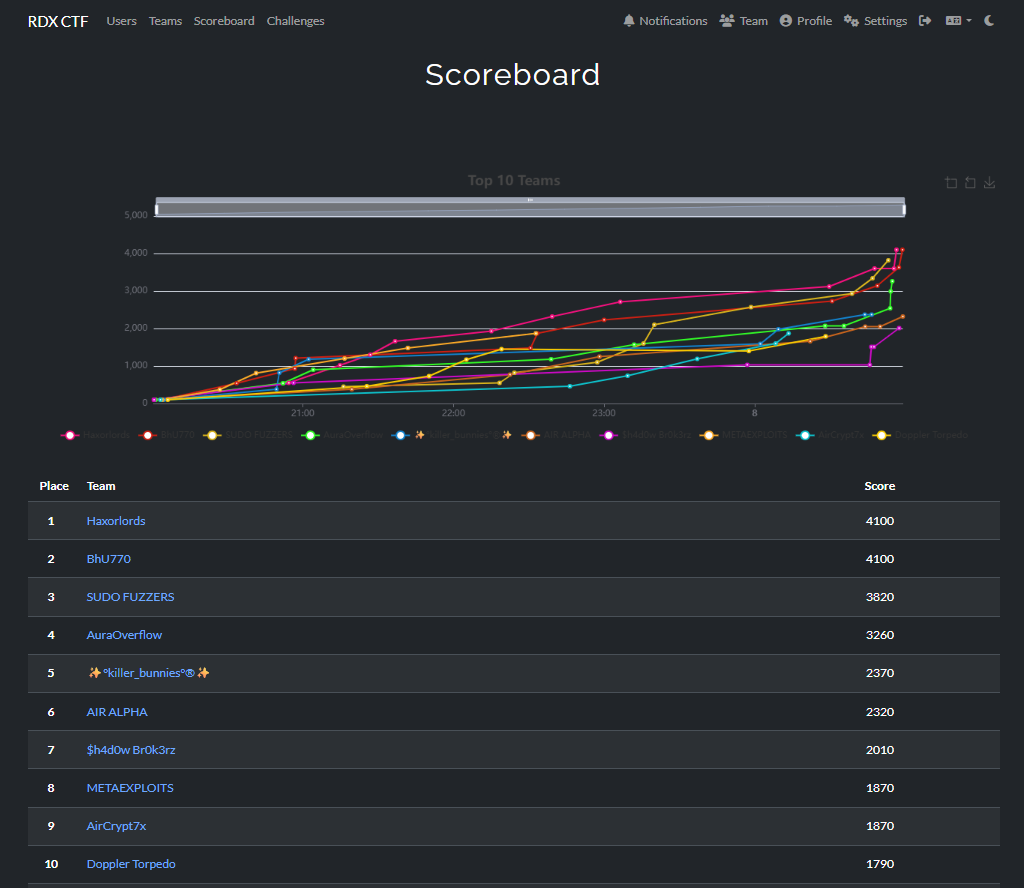 RDX CTF Users Teams Scoreboard Challenges Notifications Team Profile Settings
Scoreboard
Top 10 Teams
5,000
4,000
3,000
2,000
1,000
0
21:00 22:00 23:00 8
Haxorlords BhU770 SUDO FUZZERS AuraOverflow ✨°killer_bunnies°®✨ AIR ALPHA $h4d0w Br0k3rz METAEXPLOITS AirCrypt7x Doppler Torpedo
Place Team Score
1 Haxorlords 4100
2 BhU770 4100
3 SUDO FUZZERS 3820
4 AuraOverflow 3260
5 ✨°killer_bunnies°®✨ 2370
6 AIR ALPHA 2320
7 $h4d0w Br0k3rz 2010
8 METAEXPLOITS 1870
9 AirCrypt7x 1870
10 Doppler Torpedo 1790